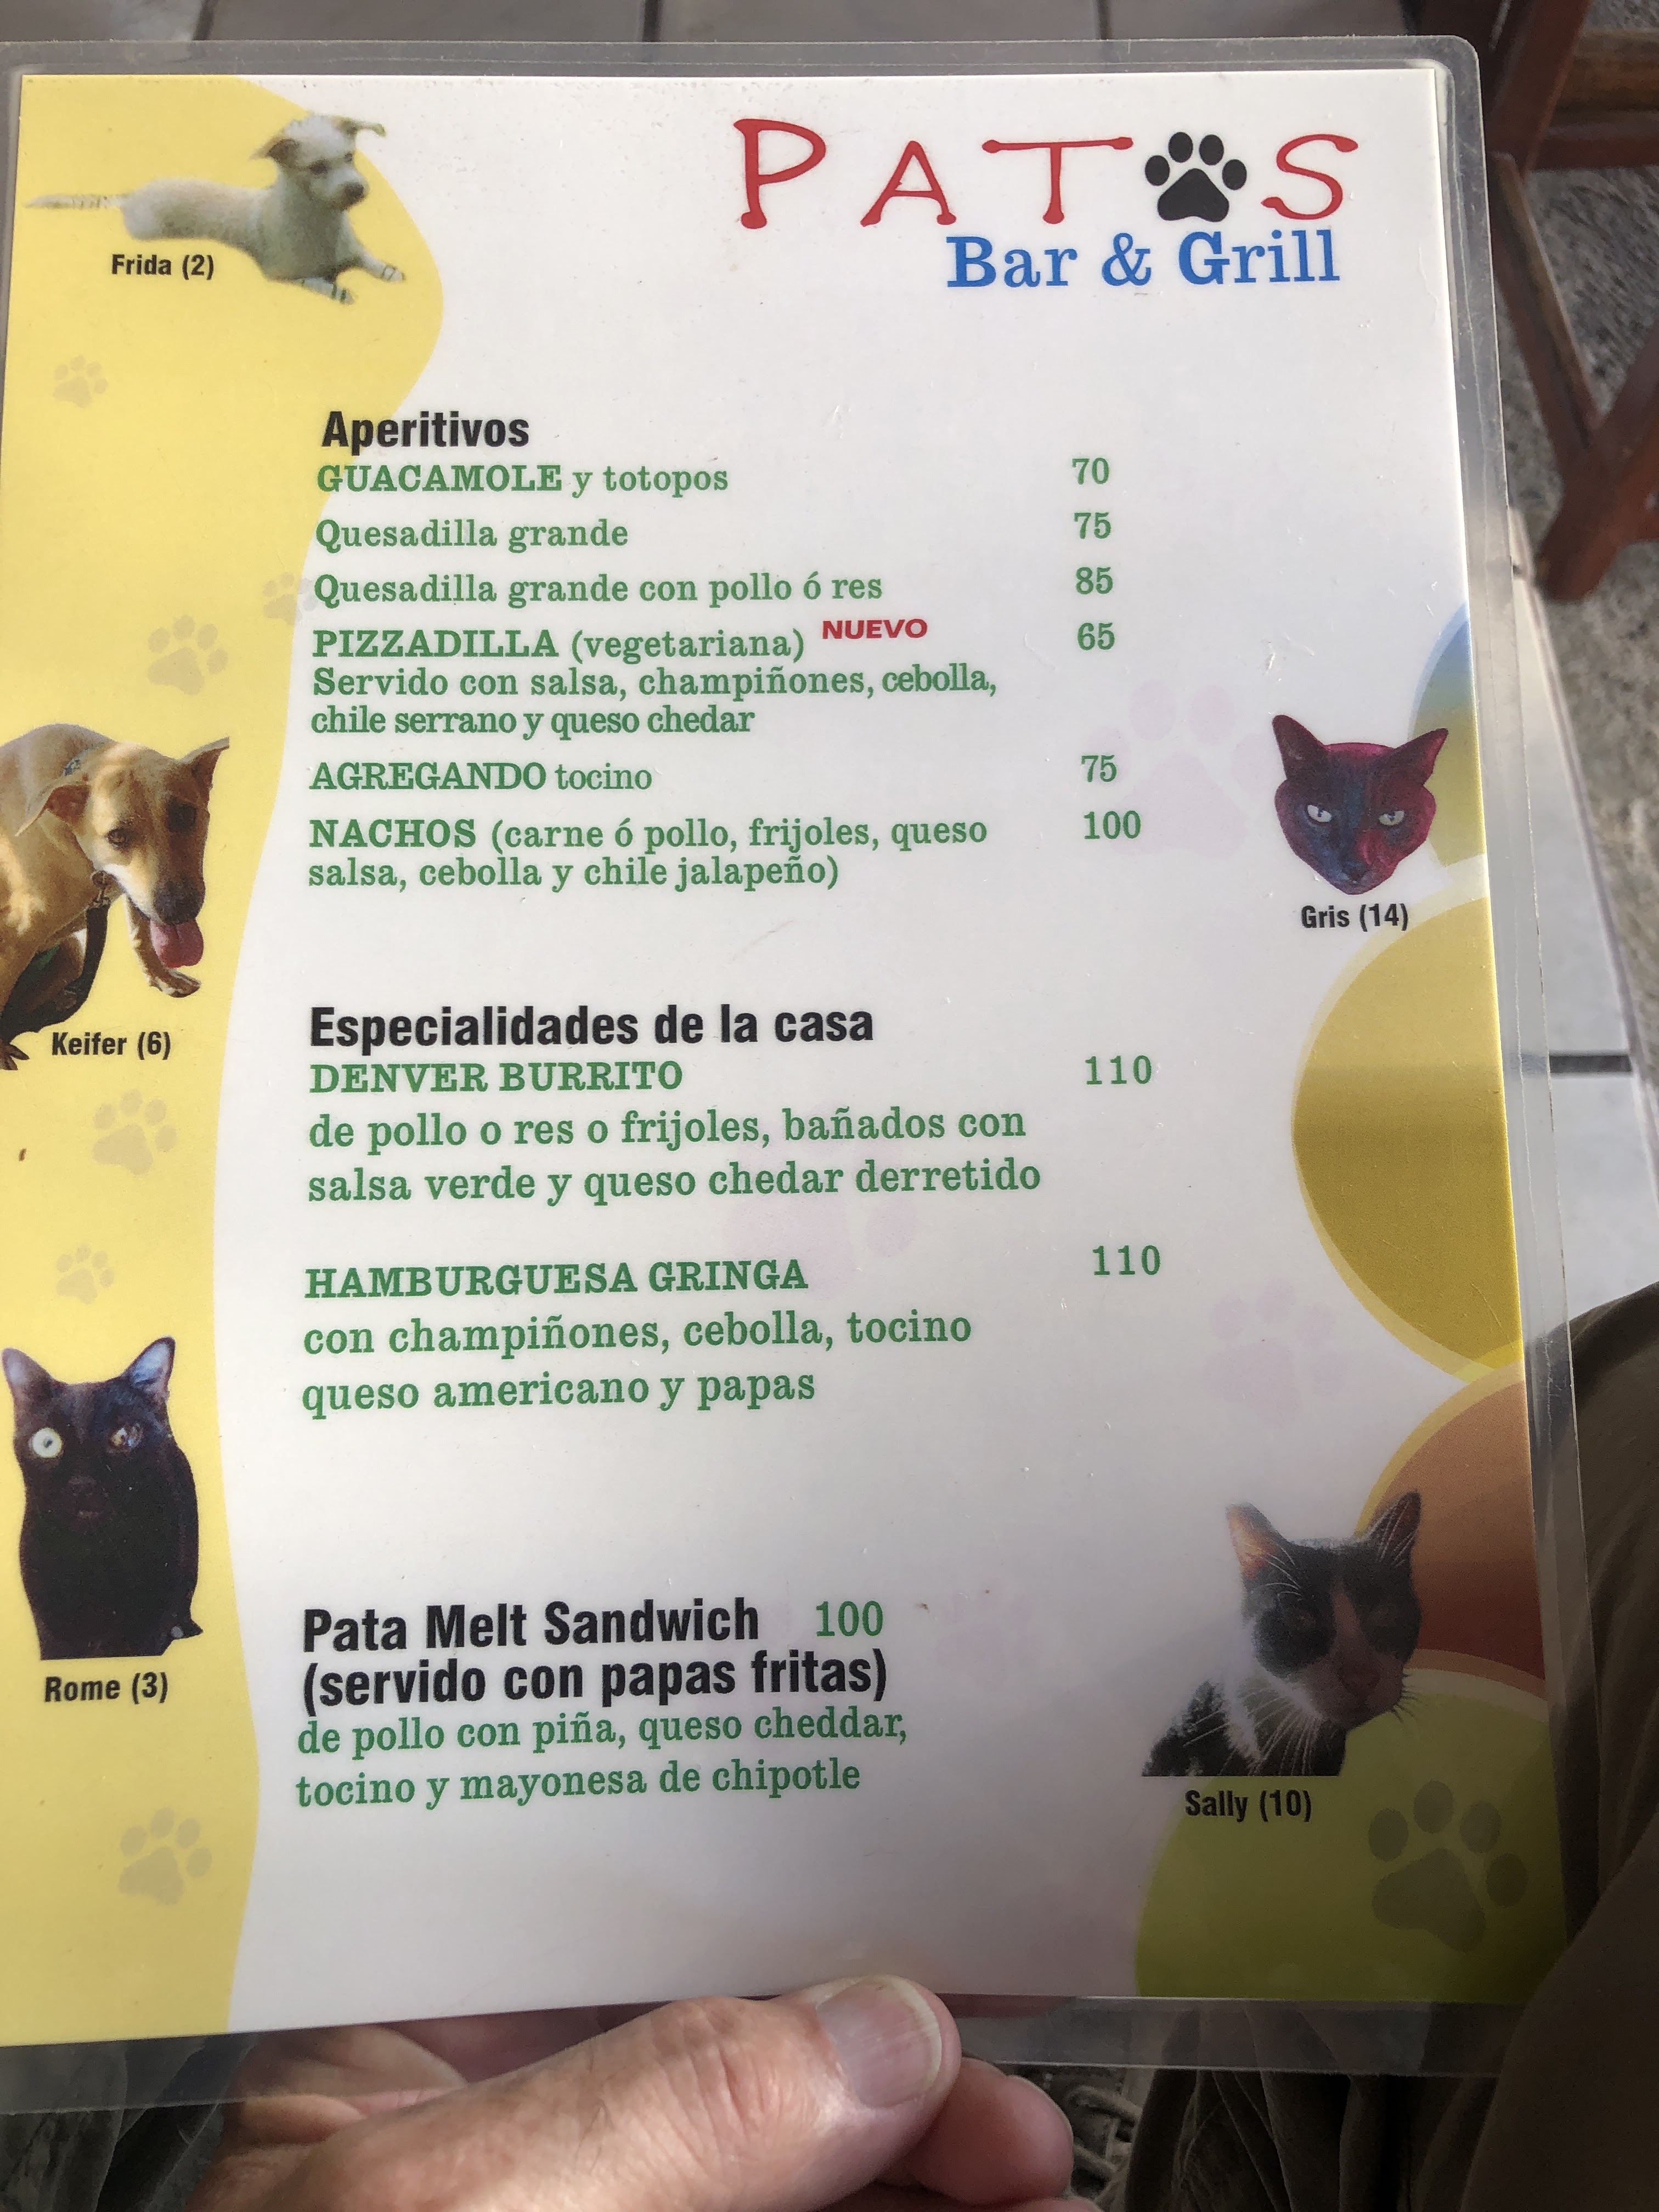 PATOS
Bar & Grill
Frida (2)
Aperitivos
GUACAMOLE y totopos 70
Quesadilla grande 75
Quesadilla grande con pollo ó res 85
PIZZADILLA (vegetariana) NUEVO 65
Servido con salsa, champiñones, cebolla,
chile serrano y queso chedar
AGREGANDO tocino 75
NACHOS (carne ó pollo, frijoles, queso 100
salsa, cebolla y chile jalapeño)
Gris (14)
Keifer (6)
Especialidades de la casa
DENVER BURRITO 110
de pollo o res o frijoles, bañados con
salsa verde y queso chedar derretido
HAMBURGUESA GRINGA 110
con champiñones, cebolla, tocino
queso americano y papas
Rome (3)
Pata Melt Sandwich 100
(servido con papas fritas)
de pollo con piña, queso cheddar,
tocino y mayonesa de chipotle
Sally (10)